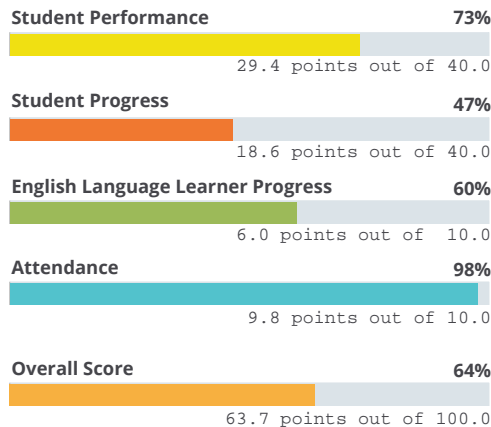 Student Performance 73%
29.4 points out of 40.0
Student Progress 47%
18.6 points out of 40.0
English Language Learner Progress 60%
6.0 points out of 10.0
Attendance 98%
9.8 points out of 10.0
Overall Score 64%
63.7 points out of 100.0